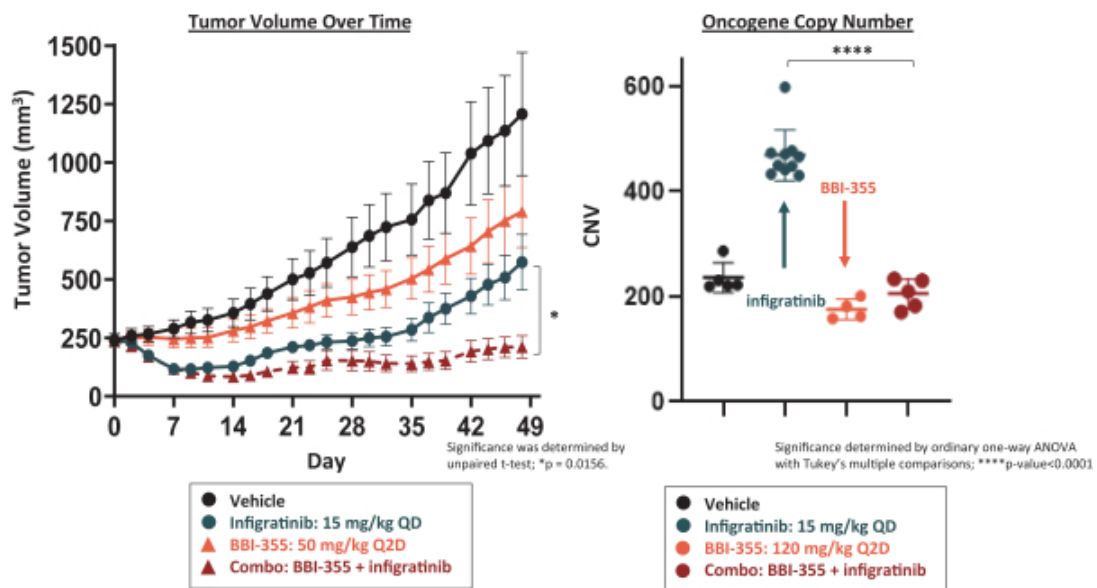 Tumor Volume Over Time
Tumor Volume (mm³)
1500
1250
1000
750
500
250
0
0 7 14 21 28 35 42 49
Day
*
Significance was determined by
unpaired t-test; *p = 0.0156.
Vehicle
Infigratinib: 15 mg/kg QD
BBI-355: 50 mg/kg Q2D
Combo: BBI-355 + infigratinib
Oncogene Copy Number
CNV
600
400
200
0
****
BBI-355
infigratinib
Significance determined by ordinary one-way ANOVA
with Tukey's multiple comparisons; ****p-value<0.0001
Vehicle
Infigratinib: 15 mg/kg QD
BBI-355: 120 mg/kg Q2D
Combo: BBI-355 + infigratinib